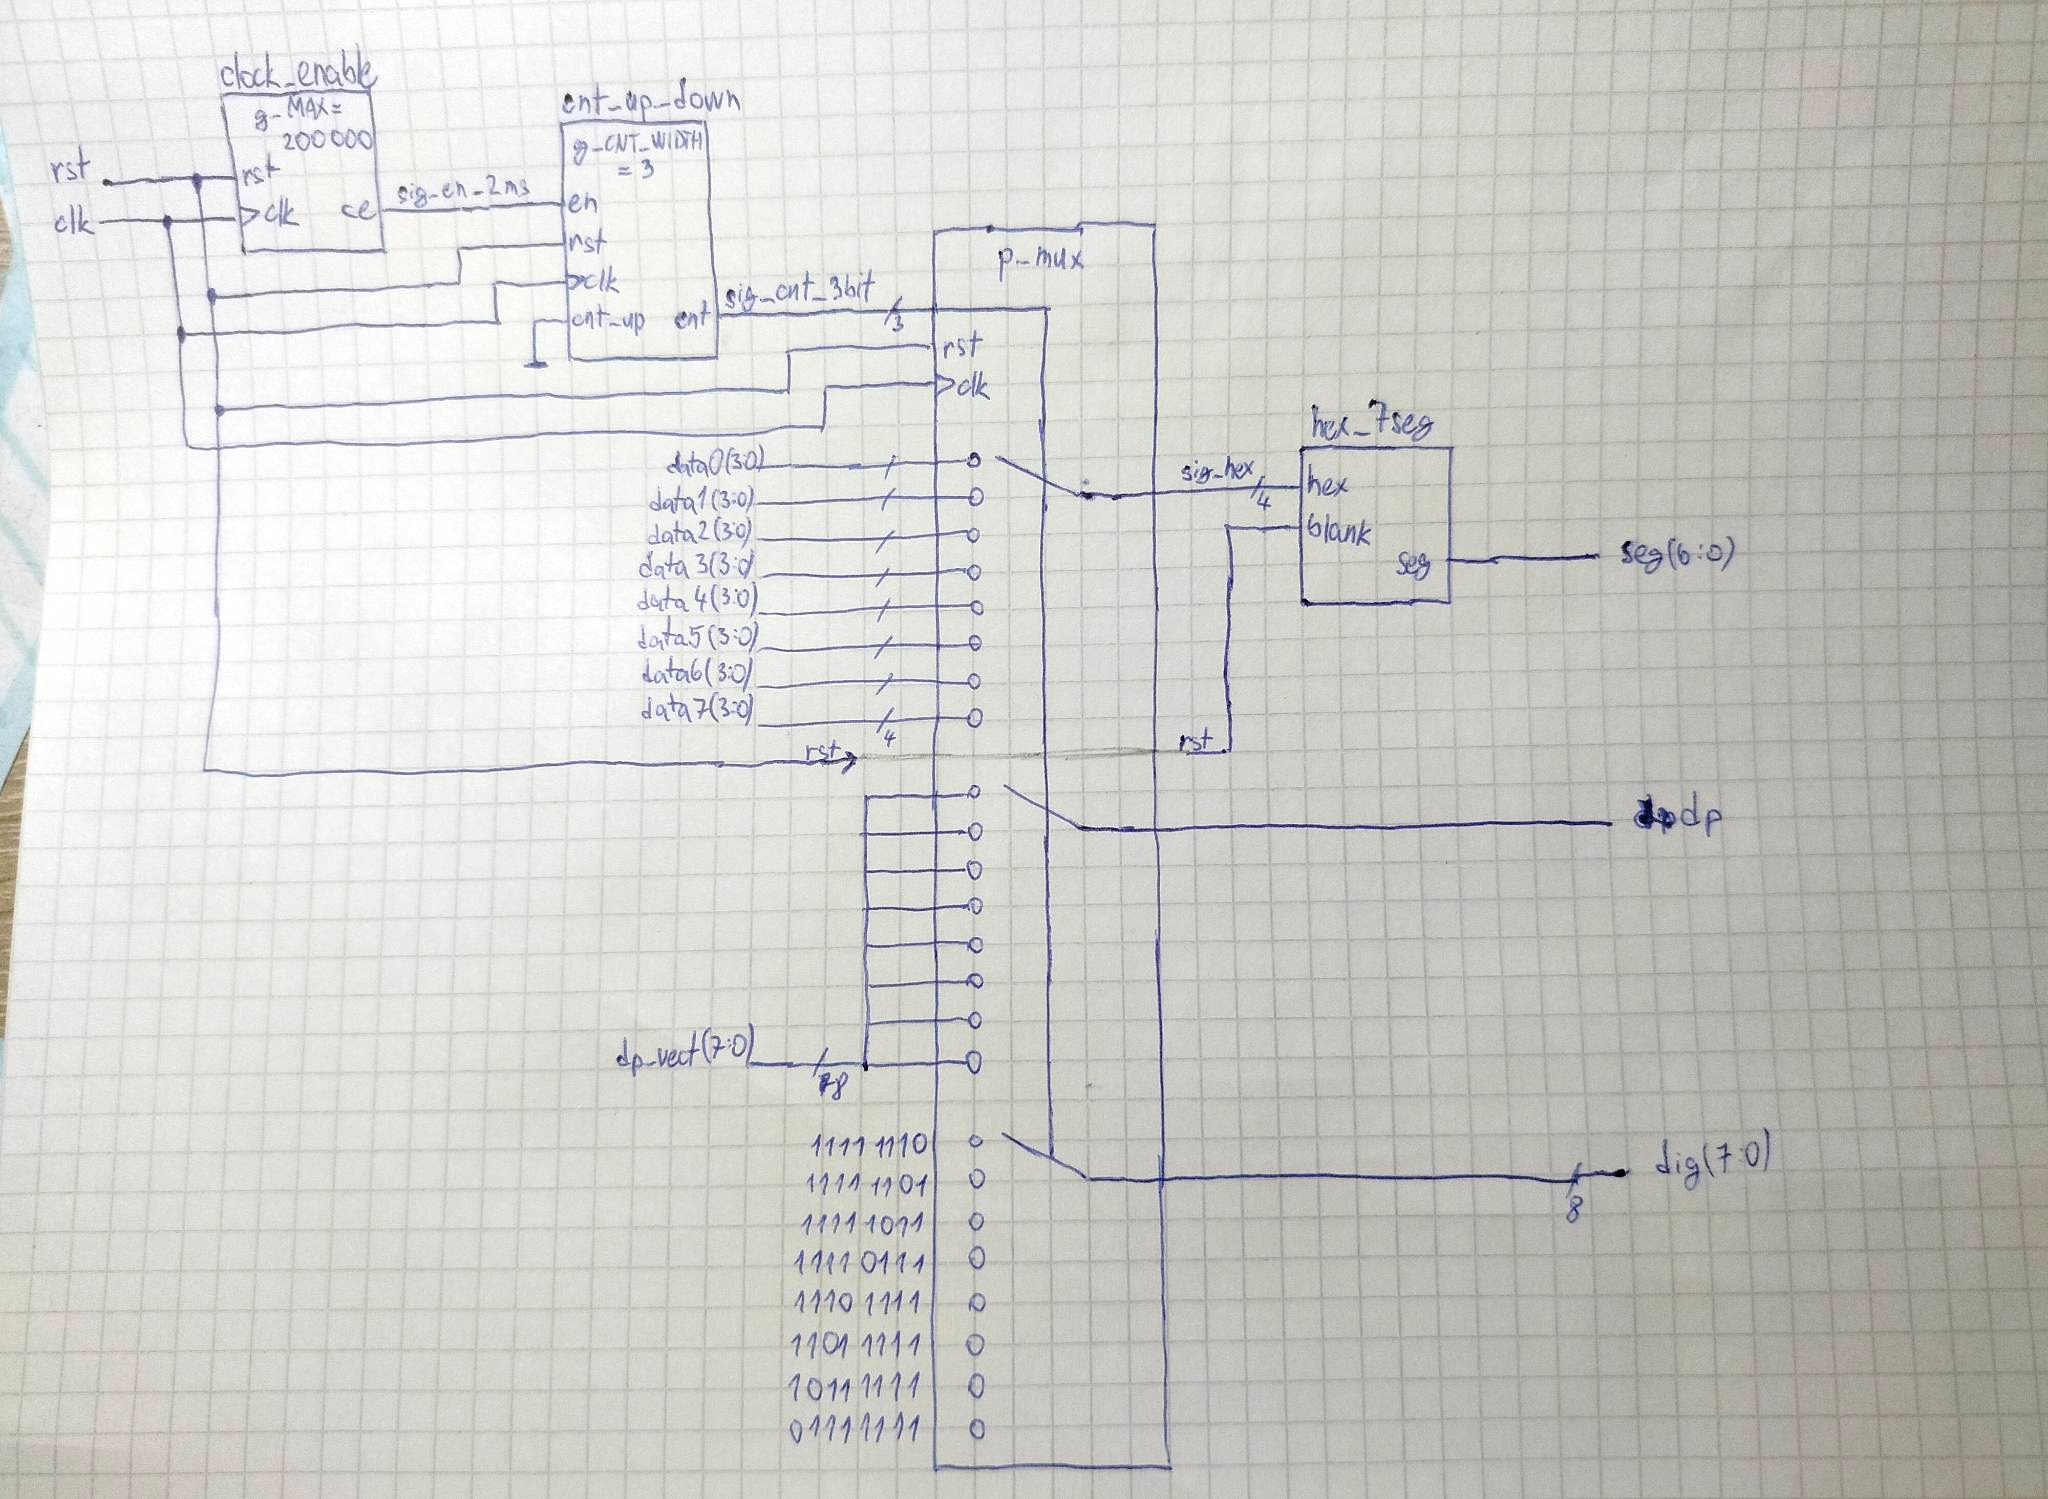 clock_enable
g_MAX=
200000
rst
clk
rst
clk
ce
sig_en_2ms
cnt_up_down
g_CNT_WIDTH
= 3
en
rst
clk
cnt_up
cnt
sig_cnt_3bit
3
p_mux
rst
clk
data0(3:0)
data1(3:0)
data2(3:0)
data3(3:0)
data4(3:0)
data5(3:0)
data6(3:0)
data7(3:0)
4
rst
sig_hex
4
hex_7seg
hex
blank
seg
seg(6:0)
rst
dp
dp_vect(7:0)
8
1111 1110
1111 1101
1111 1011
1111 0111
1110 1111
1101 1111
1011 1111
0111 1111
8
dig(7:0)